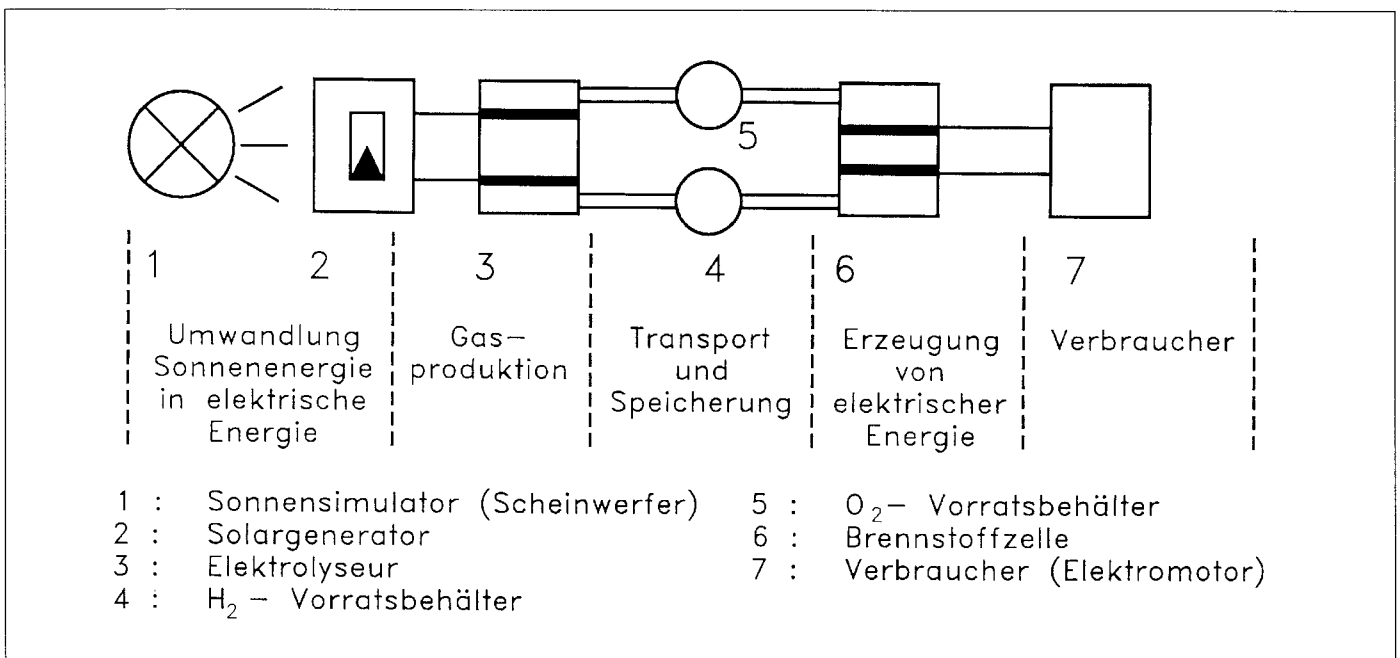 5
1
2
3
4
6
7
Umwandlung
Sonnenenergie
in elektrische
Energie
Gas–
produktion
Transport
und
Speicherung
Erzeugung
von
elektrischer
Energie
Verbraucher
1 : Sonnensimulator (Scheinwerfer)
2 : Solargenerator
3 : Elektrolyseur
4 : H₂ – Vorratsbehälter
5 : O₂– Vorratsbehälter
6 : Brennstoffzelle
7 : Verbraucher (Elektromotor)